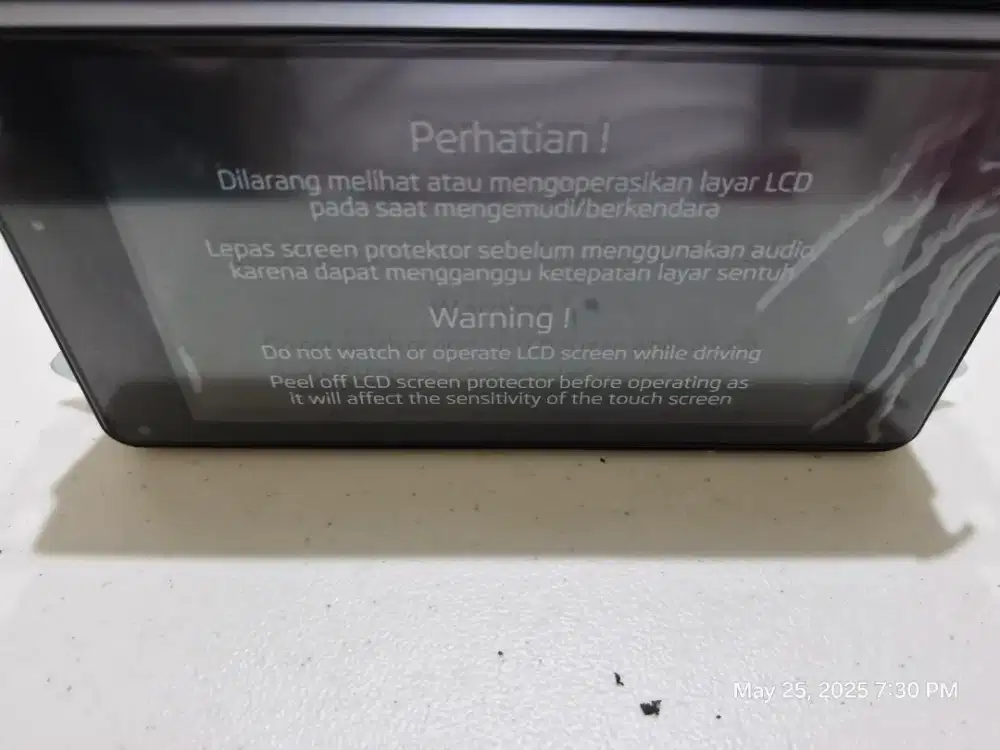 Perhatian !
Dilarang melihat atau mengoperasikan layar LCD
pada saat mengemudi/berkendara
Lepas screen protektor sebelum menggunakan audio
karena dapat mengganggu ketepatan layar sentuh
Warning !
Do not watch or operate LCD screen while driving
Peel off LCD screen protector before operating as
it will affect the sensitivity of the touch screen
May 25, 2025 7:30 PM